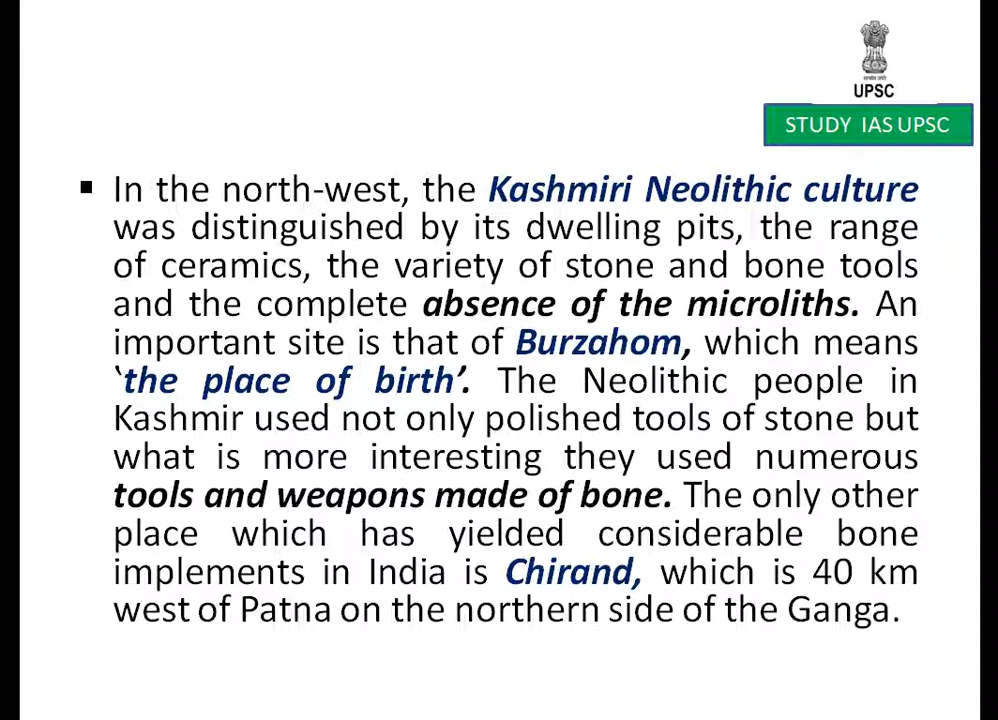 UPSC
STUDY IAS UPSC
▪ In the north-west, the Kashmiri Neolithic culture
was distinguished by its dwelling pits, the range
of ceramics, the variety of stone and bone tools
and the complete absence of the microliths. An
important site is that of Burzahom, which means
‘the place of birth’. The Neolithic people in
Kashmir used not only polished tools of stone but
what is more interesting they used numerous
tools and weapons made of bone. The only other
place which has yielded considerable bone
implements in India is Chirand, which is 40 km
west of Patna on the northern side of the Ganga.